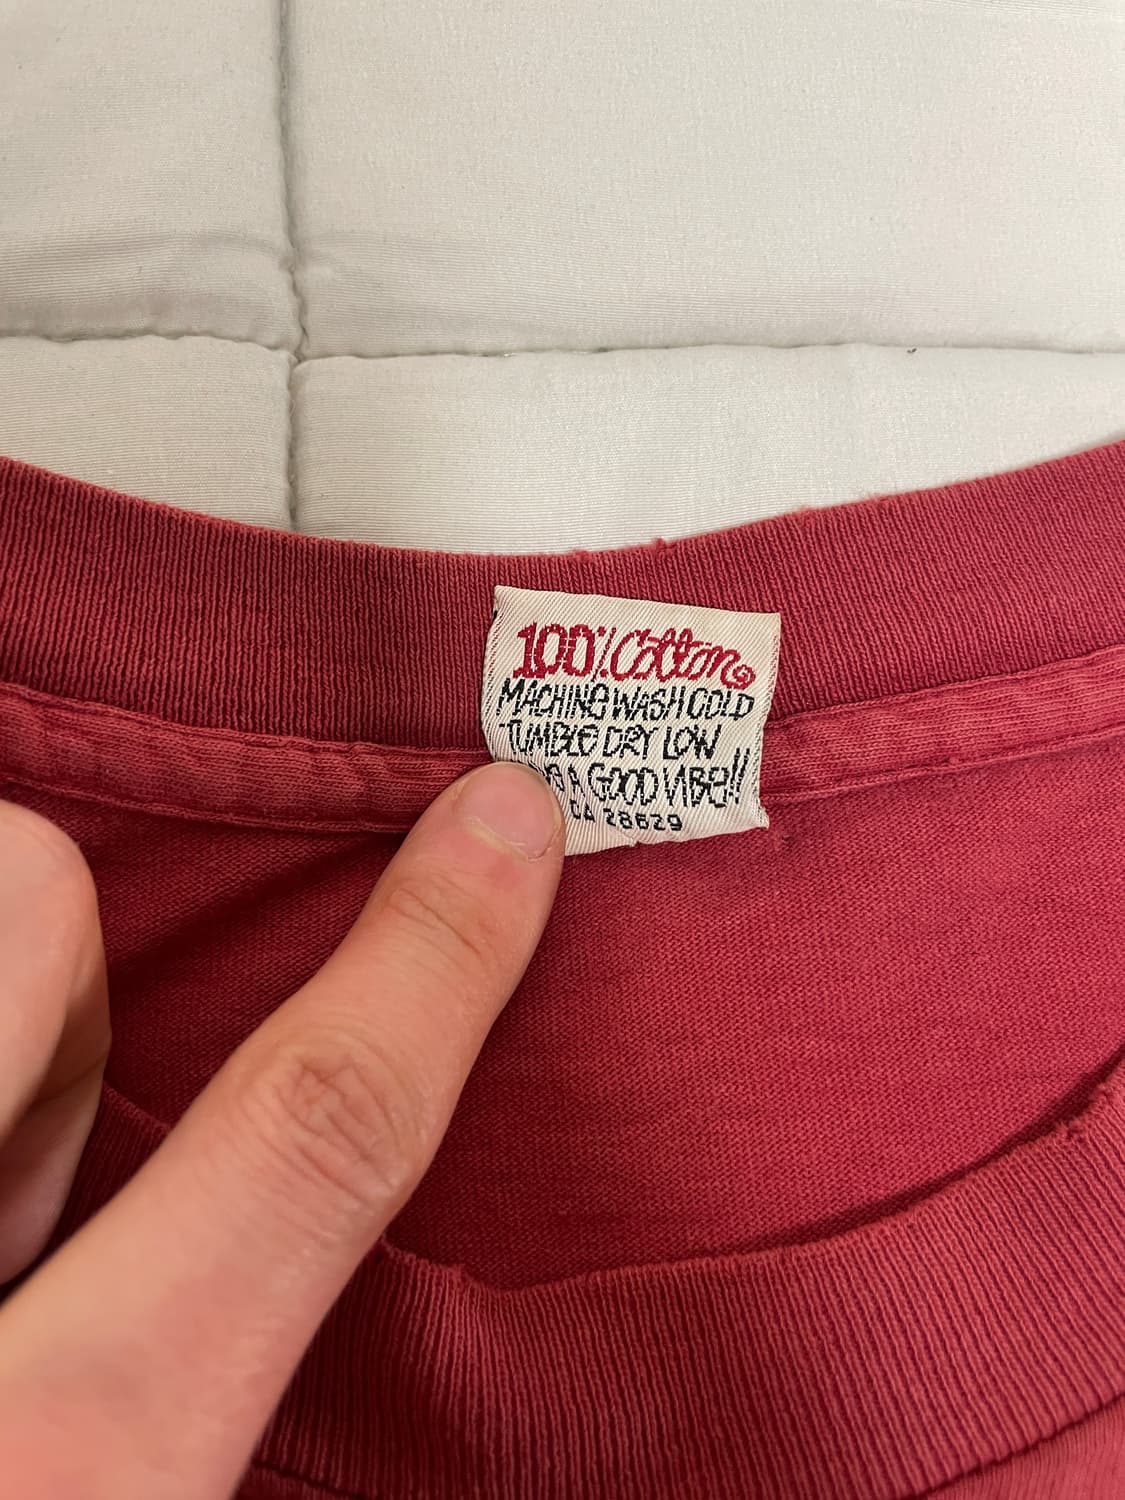 100% Cotton
MACHINE WASH COLD
TUMBLE DRY LOW
A GOOD VIBE!!
CA 28629